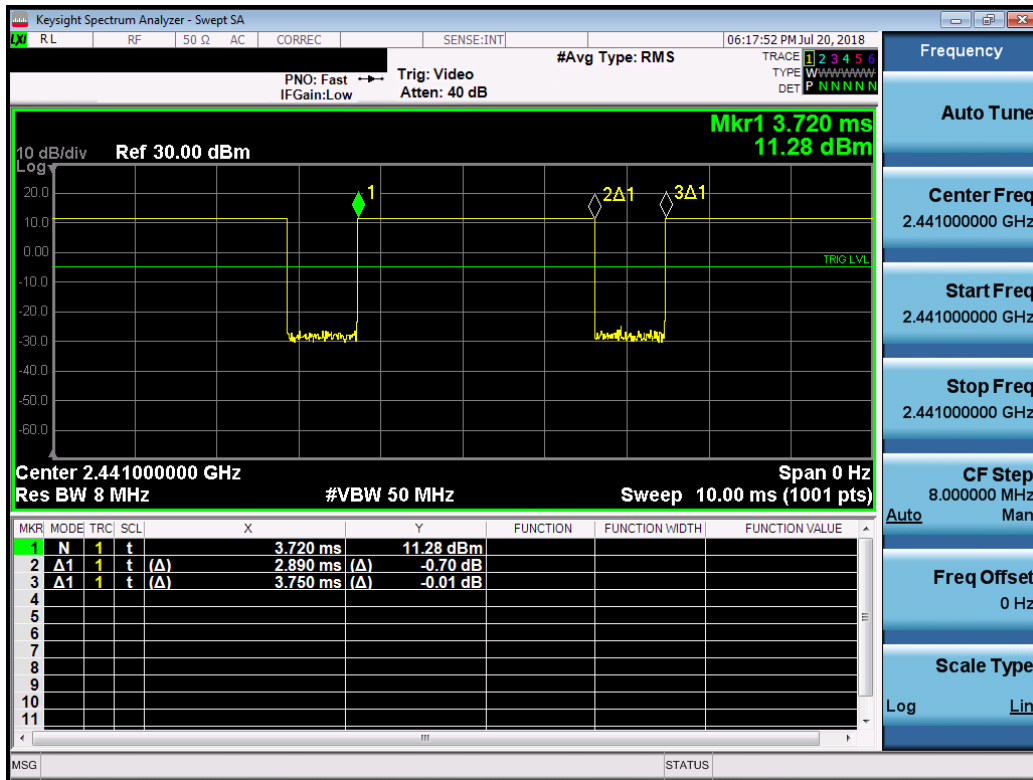 Keysight Spectrum Analyzer - Swept SA
LXI RL RF 50 Ω AC CORREC SENSE:INT 06:17:52 PM Jul 20, 2018
#Avg Type: RMS TRACE 1 2 3 4 5 6
PNO: Fast Trig: Video TYPE WWWWWWW
IFGain:Low Atten: 40 dB DET P N N N N N
Mkr1 3.720 ms
11.28 dBm
10 dB/div Ref 30.00 dBm
Log
1 2Δ1 3Δ1
20.0
10.0
0.00
TRIG LVL
-10.0
-20.0
-30.0
-40.0
-50.0
-60.0
Center 2.441000000 GHz Span 0 Hz
Res BW 8 MHz #VBW 50 MHz Sweep 10.00 ms (1001 pts)
MKR MODE TRC SCL X Y FUNCTION FUNCTION WIDTH FUNCTION VALUE
1 N 1 t 3.720 ms 11.28 dBm
2 Δ1 1 t (Δ) 2.890 ms (Δ) -0.70 dB
3 Δ1 1 t (Δ) 3.750 ms (Δ) -0.01 dB
4
5
6
7
8
9
10
11
MSG STATUS
Frequency
Auto Tune
Center Freq
2.441000000 GHz
Start Freq
2.441000000 GHz
Stop Freq
2.441000000 GHz
CF Step
8.000000 MHz
Auto Man
Freq Offset
0 Hz
Scale Type
Log Lin